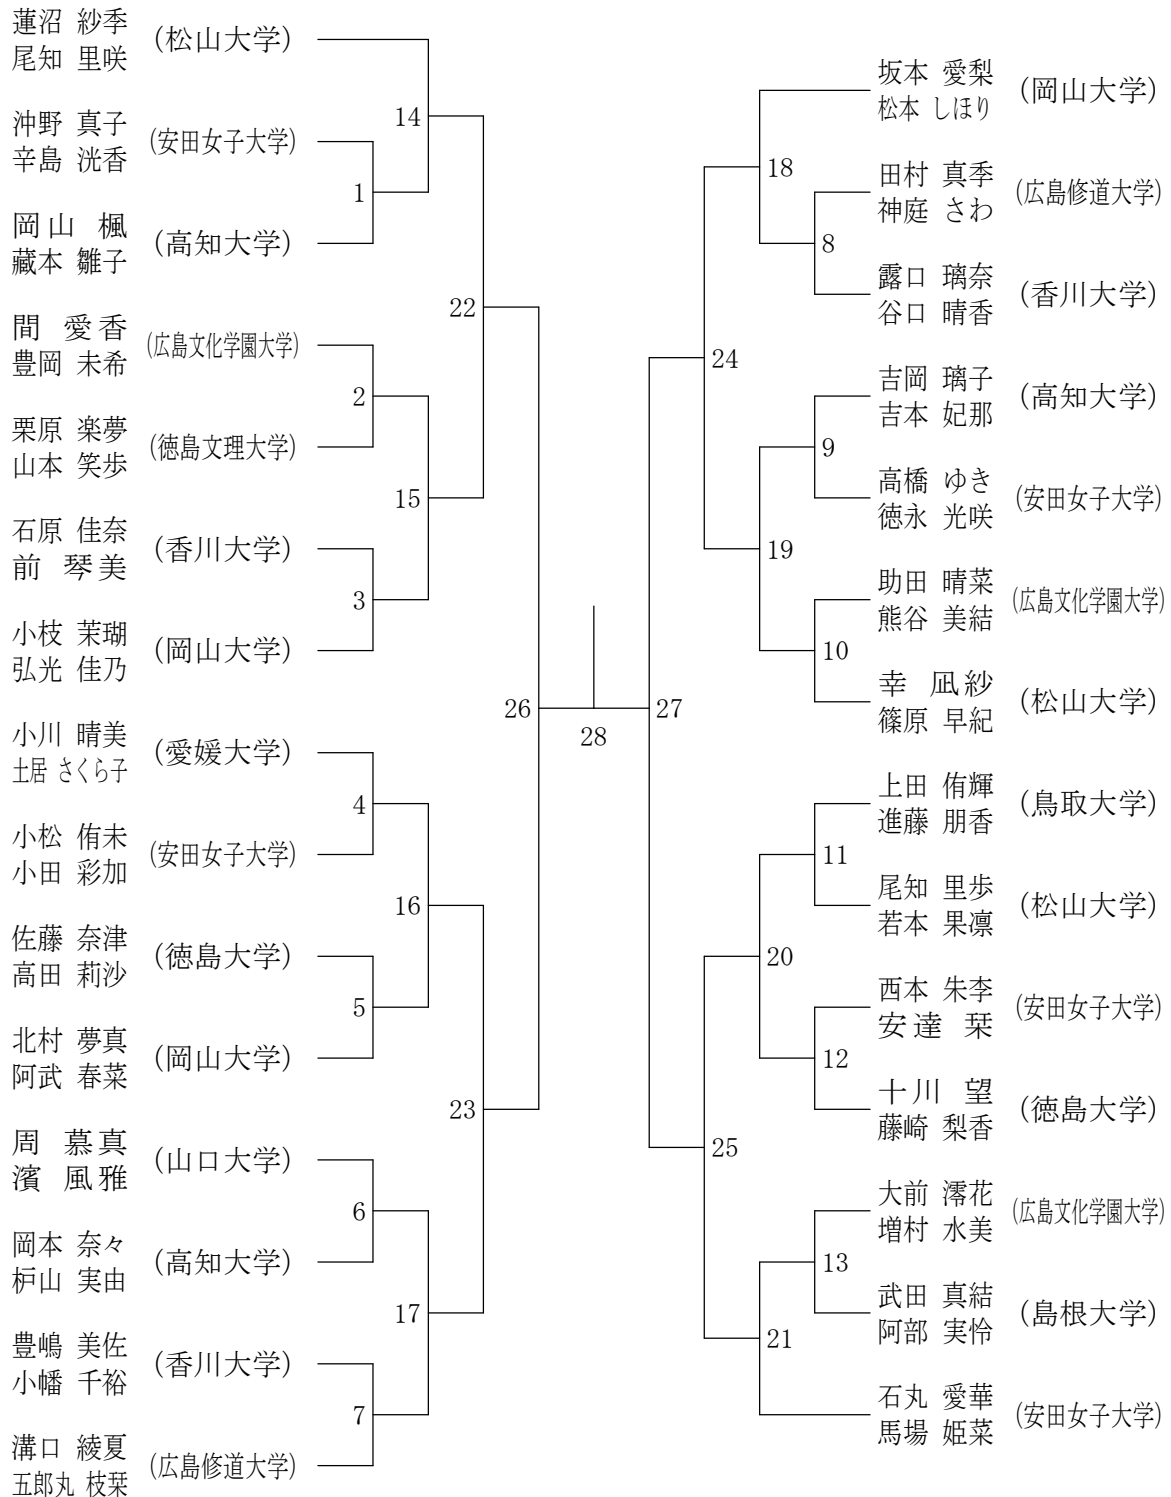 蓮沼 紗季
尾知 里咲
(松山大学)
沖野 真子
辛島 洸香
(安田女子大学)
岡山 楓
藏本 雛子
(高知大学)
間 愛香
豊岡 未希
(広島文化学園大学)
栗原 楽夢
山本 笑歩
(徳島文理大学)
石原 佳奈
前 琴美
(香川大学)
小枝 茉瑚
弘光 佳乃
(岡山大学)
小川 晴美
土居 さくら子
(愛媛大学)
小松 侑未
小田 彩加
(安田女子大学)
佐藤 奈津
高田 莉沙
(徳島大学)
北村 夢真
阿武 春菜
(岡山大学)
周 慕真
濱 風雅
(山口大学)
岡本 奈々
枦山 実由
(高知大学)
豊嶋 美佐
小幡 千裕
(香川大学)
溝口 綾夏
五郎丸 枝栞
(広島修道大学)
14
1
22
2
15
3
26
4
16
5
23
6
17
7
28
27
24
18
8
9
19
10
11
20
12
25
13
21
坂本 愛梨
松本 しほり
(岡山大学)
田村 真季
神庭 さわ
(広島修道大学)
露口 璃奈
谷口 晴香
(香川大学)
吉岡 璃子
吉本 妃那
(高知大学)
高橋 ゆき
徳永 光咲
(安田女子大学)
助田 晴菜
熊谷 美結
(広島文化学園大学)
幸 凪紗
篠原 早紀
(松山大学)
上田 侑輝
進藤 朋香
(鳥取大学)
尾知 里歩
若本 果凛
(松山大学)
西本 朱李
安達 栞
(安田女子大学)
十川 望
藤崎 梨香
(徳島大学)
大前 澪花
増村 水美
(広島文化学園大学)
武田 真結
阿部 実怜
(島根大学)
石丸 愛華
馬場 姫菜
(安田女子大学)